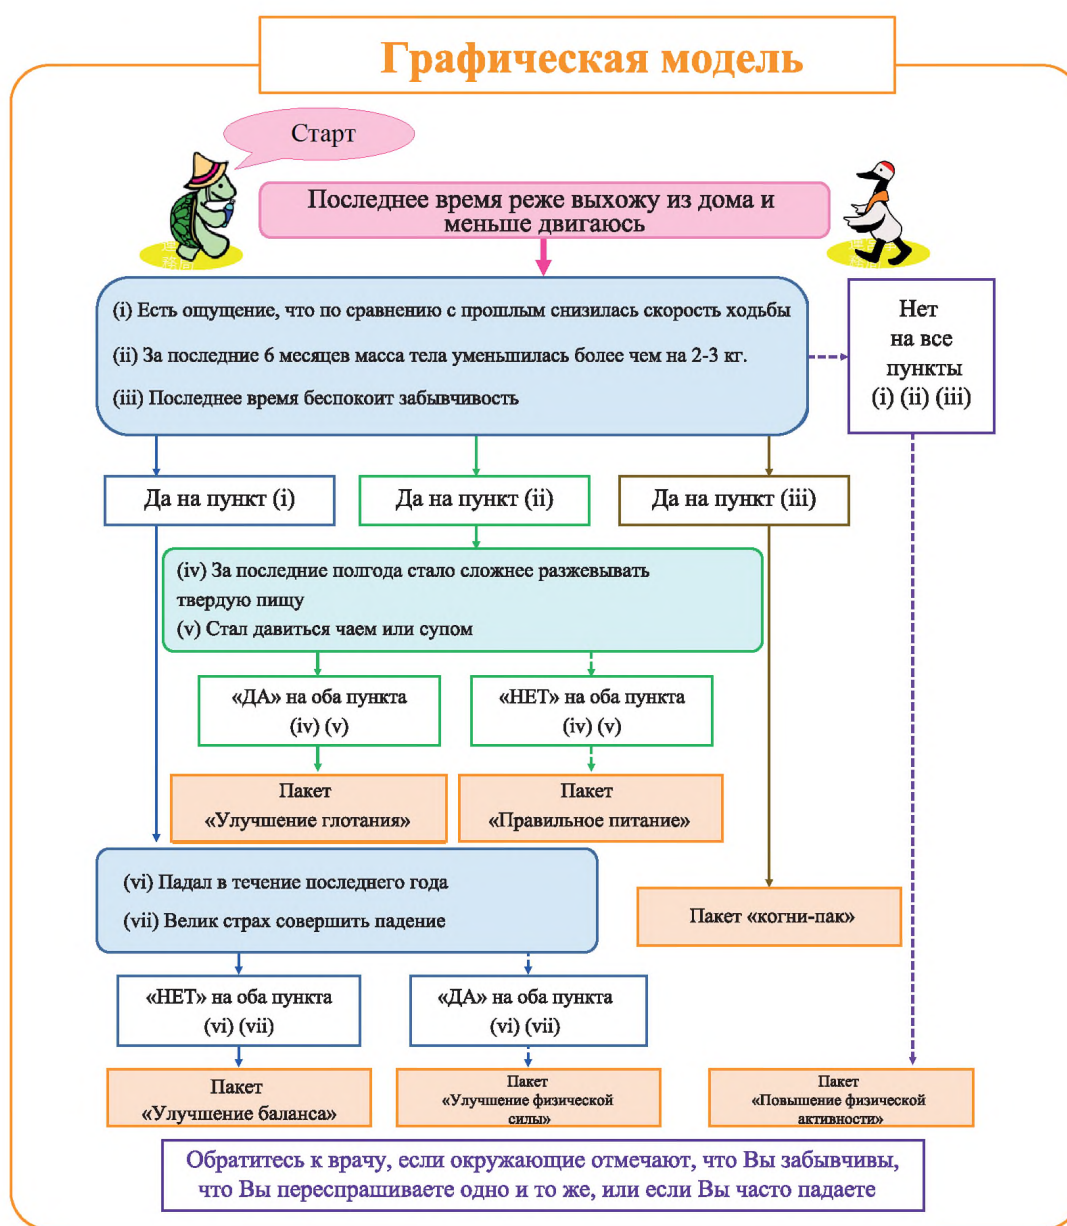 Графическая модель
Старт
Последнее время реже выхожу из дома и
меньше двигаюсь
(i) Есть ощущение, что по сравнению с прошлым снизилась скорость ходьбы
(ii) За последние 6 месяцев масса тела уменьшилась более чем на 2-3 кг.
(iii) Последнее время беспокоит забывчивость
Нет
на все
пункты
(i) (ii) (iii)
Да на пункт (i)
Да на пункт (ii)
Да на пункт (iii)
(iv) За последние полгода стало сложнее разжевывать
твердую пищу
(v) Стал давиться чаем или супом
«ДА» на оба пункта
(iv) (v)
«НЕТ» на оба пункта
(iv) (v)
Пакет
«Улучшение глотания»
Пакет
«Правильное питание»
(vi) Падал в течение последнего года
(vii) Велик страх совершить падение
Пакет «когни-пак»
«НЕТ» на оба пункта
(vi) (vii)
«ДА» на оба пункта
(vi) (vii)
Пакет
«Улучшение баланса»
Пакет
«Улучшение физической
силы»
Пакет
«Повышение физической
активности»
Обратитесь к врачу, если окружающие отмечают, что Вы забывчивы,
что Вы переспрашиваете одно и то же, или если Вы часто падаете